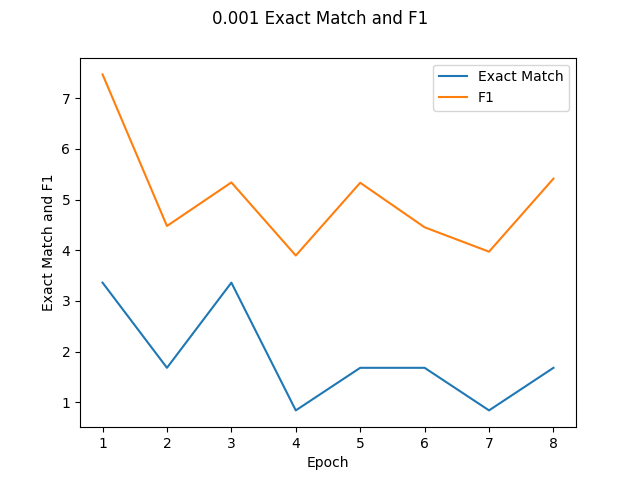 0.001 Exact Match and F1
Exact Match
F1
7
6
5
4
3
2
1
Exact Match and F1
1 2 3 4 5 6 7 8
Epoch